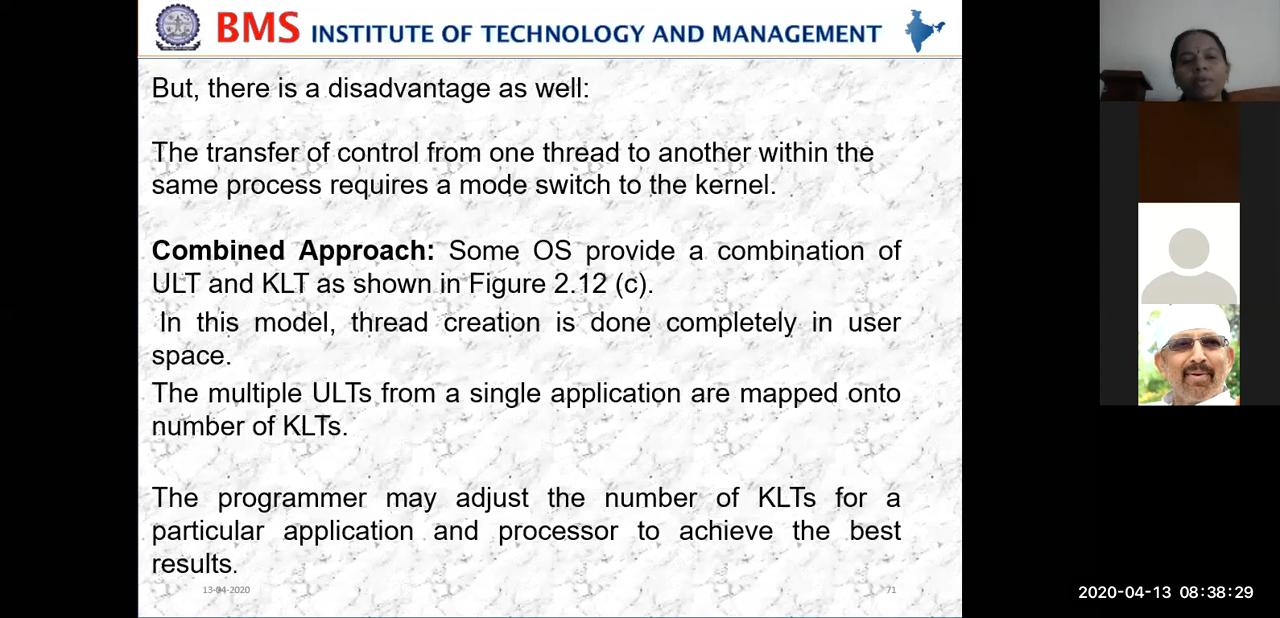 BMS INSTITUTE OF TECHNOLOGY AND MANAGEMENT
But, there is a disadvantage as well:
The transfer of control from one thread to another within the
same process requires a mode switch to the kernel.
Combined Approach: Some OS provide a combination of
ULT and KLT as shown in Figure 2.12 (c).
In this model, thread creation is done completely in user
space.
The multiple ULTs from a single application are mapped onto
number of KLTs.
The programmer may adjust the number of KLTs for a
particular application and processor to achieve the best
results.
13-04-2020
71
2020-04-13 08:38:29